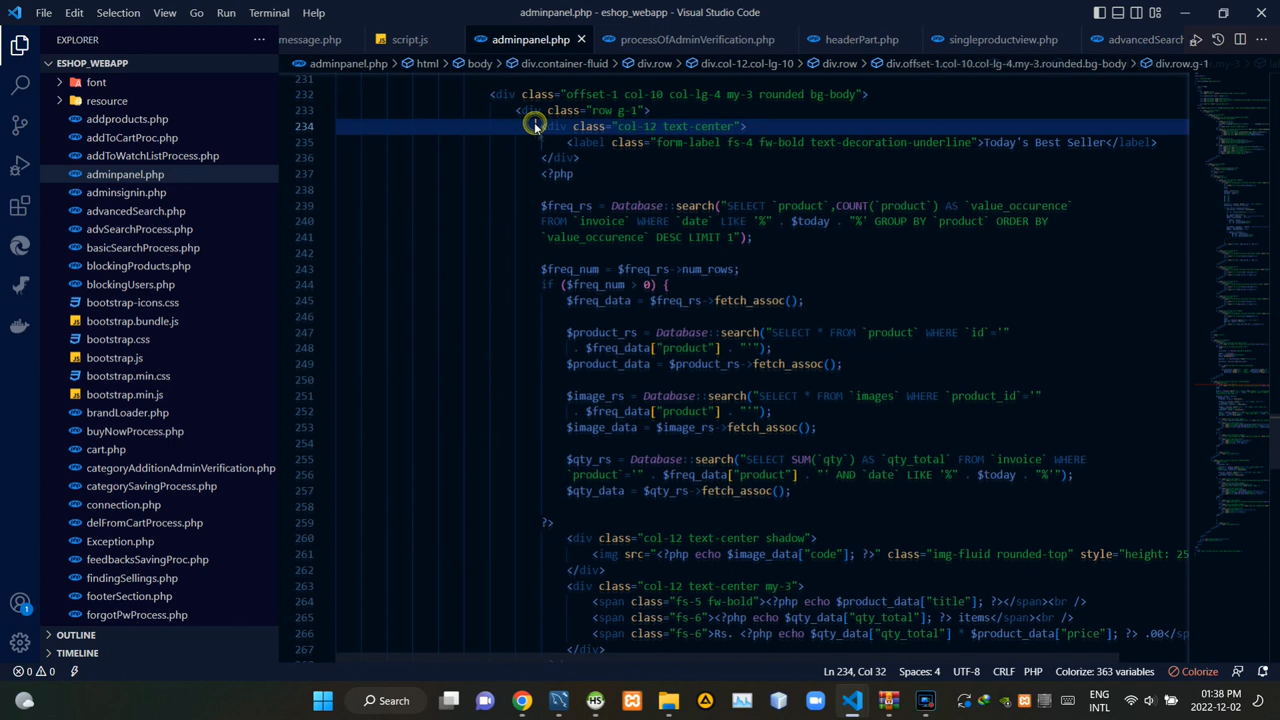 File Edit Selection View Go Run Terminal Help
adminpanel.php - eshop_webapp - Visual Studio Code
EXPLORER
message.php script.js adminpanel.php processOfAdminVerification.php headerPart.php singleproductview.php advancedSearch
adminpanel.php html body div.container-fluid div.row div.col-12.col-lg-10 div.row div.offset-1.col-10.col-lg-4.my-3.rounded.bg-body div.row.g-1
ESHOP_WEBAPP
font
resource
addproducts.php
addToCartProc.php
addToWatchListProcess.php
adminpanel.php
adminsignin.php
advancedSearch.php
advSearchProcess.php
basicSearchProcess.php
blockingProducts.php
blockingUsers.php
bootstrap-icons.css
bootstrap.bundle.js
bootstrap.css
bootstrap.js
bootstrap.min.css
bootstrap.min.js
brandLoader.php
buyNowProcess.php
cart.php
categoryAdditionAdminVerification.php
categorySavingProcess.php
connection.php
delFromCartProcess.php
Exception.php
feedbacksSavingProc.php
findingSellings.php
footerSection.php
forgotPwProcess.php
OUTLINE
TIMELINE
231
232 div class="offset-1 col-10 col-lg-4 my-3 rounded bg-body">
233 <div class="row g-1">
234 div class="col-12 text-center">
235 <label class="form-label fs-4 fw-bold text-decoration-underline">Today's Best Seller</label>
236 </div>
237 <?php
238
239 $freq_rs = Database::search("SELECT `product`,COUNT(`product`) AS `value_occurence`
240 FROM `invoice` WHERE `date` LIKE '%" . $today . "%' GROUP BY `product` ORDER BY
241 `value_occurence` DESC LIMIT 1");
242
243 $freq_num = $freq_rs->num_rows;
244 if ($freq_num > 0) {
245 $freq_data = $freq_rs->fetch_assoc();
246
247 $product_rs = Database::search("SELECT * FROM `product` WHERE `id`='"
248 . $freq_data["product"] . "'");
249 $product_data = $product_rs->fetch_assoc();
250
251 $image_rs = Database::search("SELECT * FROM `images` WHERE `product_id`='"
252 . $freq_data["product"] . "'");
253 $image_data = $image_rs->fetch_assoc();
254
255 $qty_rs = Database::search("SELECT SUM(`qty`) AS `qty_total` FROM `invoice` WHERE
256 `product`='" . $freq_data["product"] . "' AND `date` LIKE '%" . $today . "%'");
257 $qty_data = $qty_rs->fetch_assoc();
258
259 ?>
260 <div class="col-12 text-center shadow">
261 <img src="<?php echo $image_data["code"]; ?>" class="img-fluid rounded-top" style="height: 25
262 </div>
263 <div class="col-12 text-center my-3">
264 <span class="fs-5 fw-bold"><?php echo $product_data["title"]; ?></span><br />
265 <span class="fs-6"><?php echo $qty_data["qty_total"]; ?> items</span><br />
266 <span class="fs-6">Rs. <?php echo $qty_data["qty_total"] * $product_data["price"]; ?> .00</sp
</div>
0 0 Ln 234, Col 32 Spaces: 4 UTF-8 CRLF PHP Colorize: 363 variables Colorize
Search
ENG
INTL
01:38 PM
2022-12-02